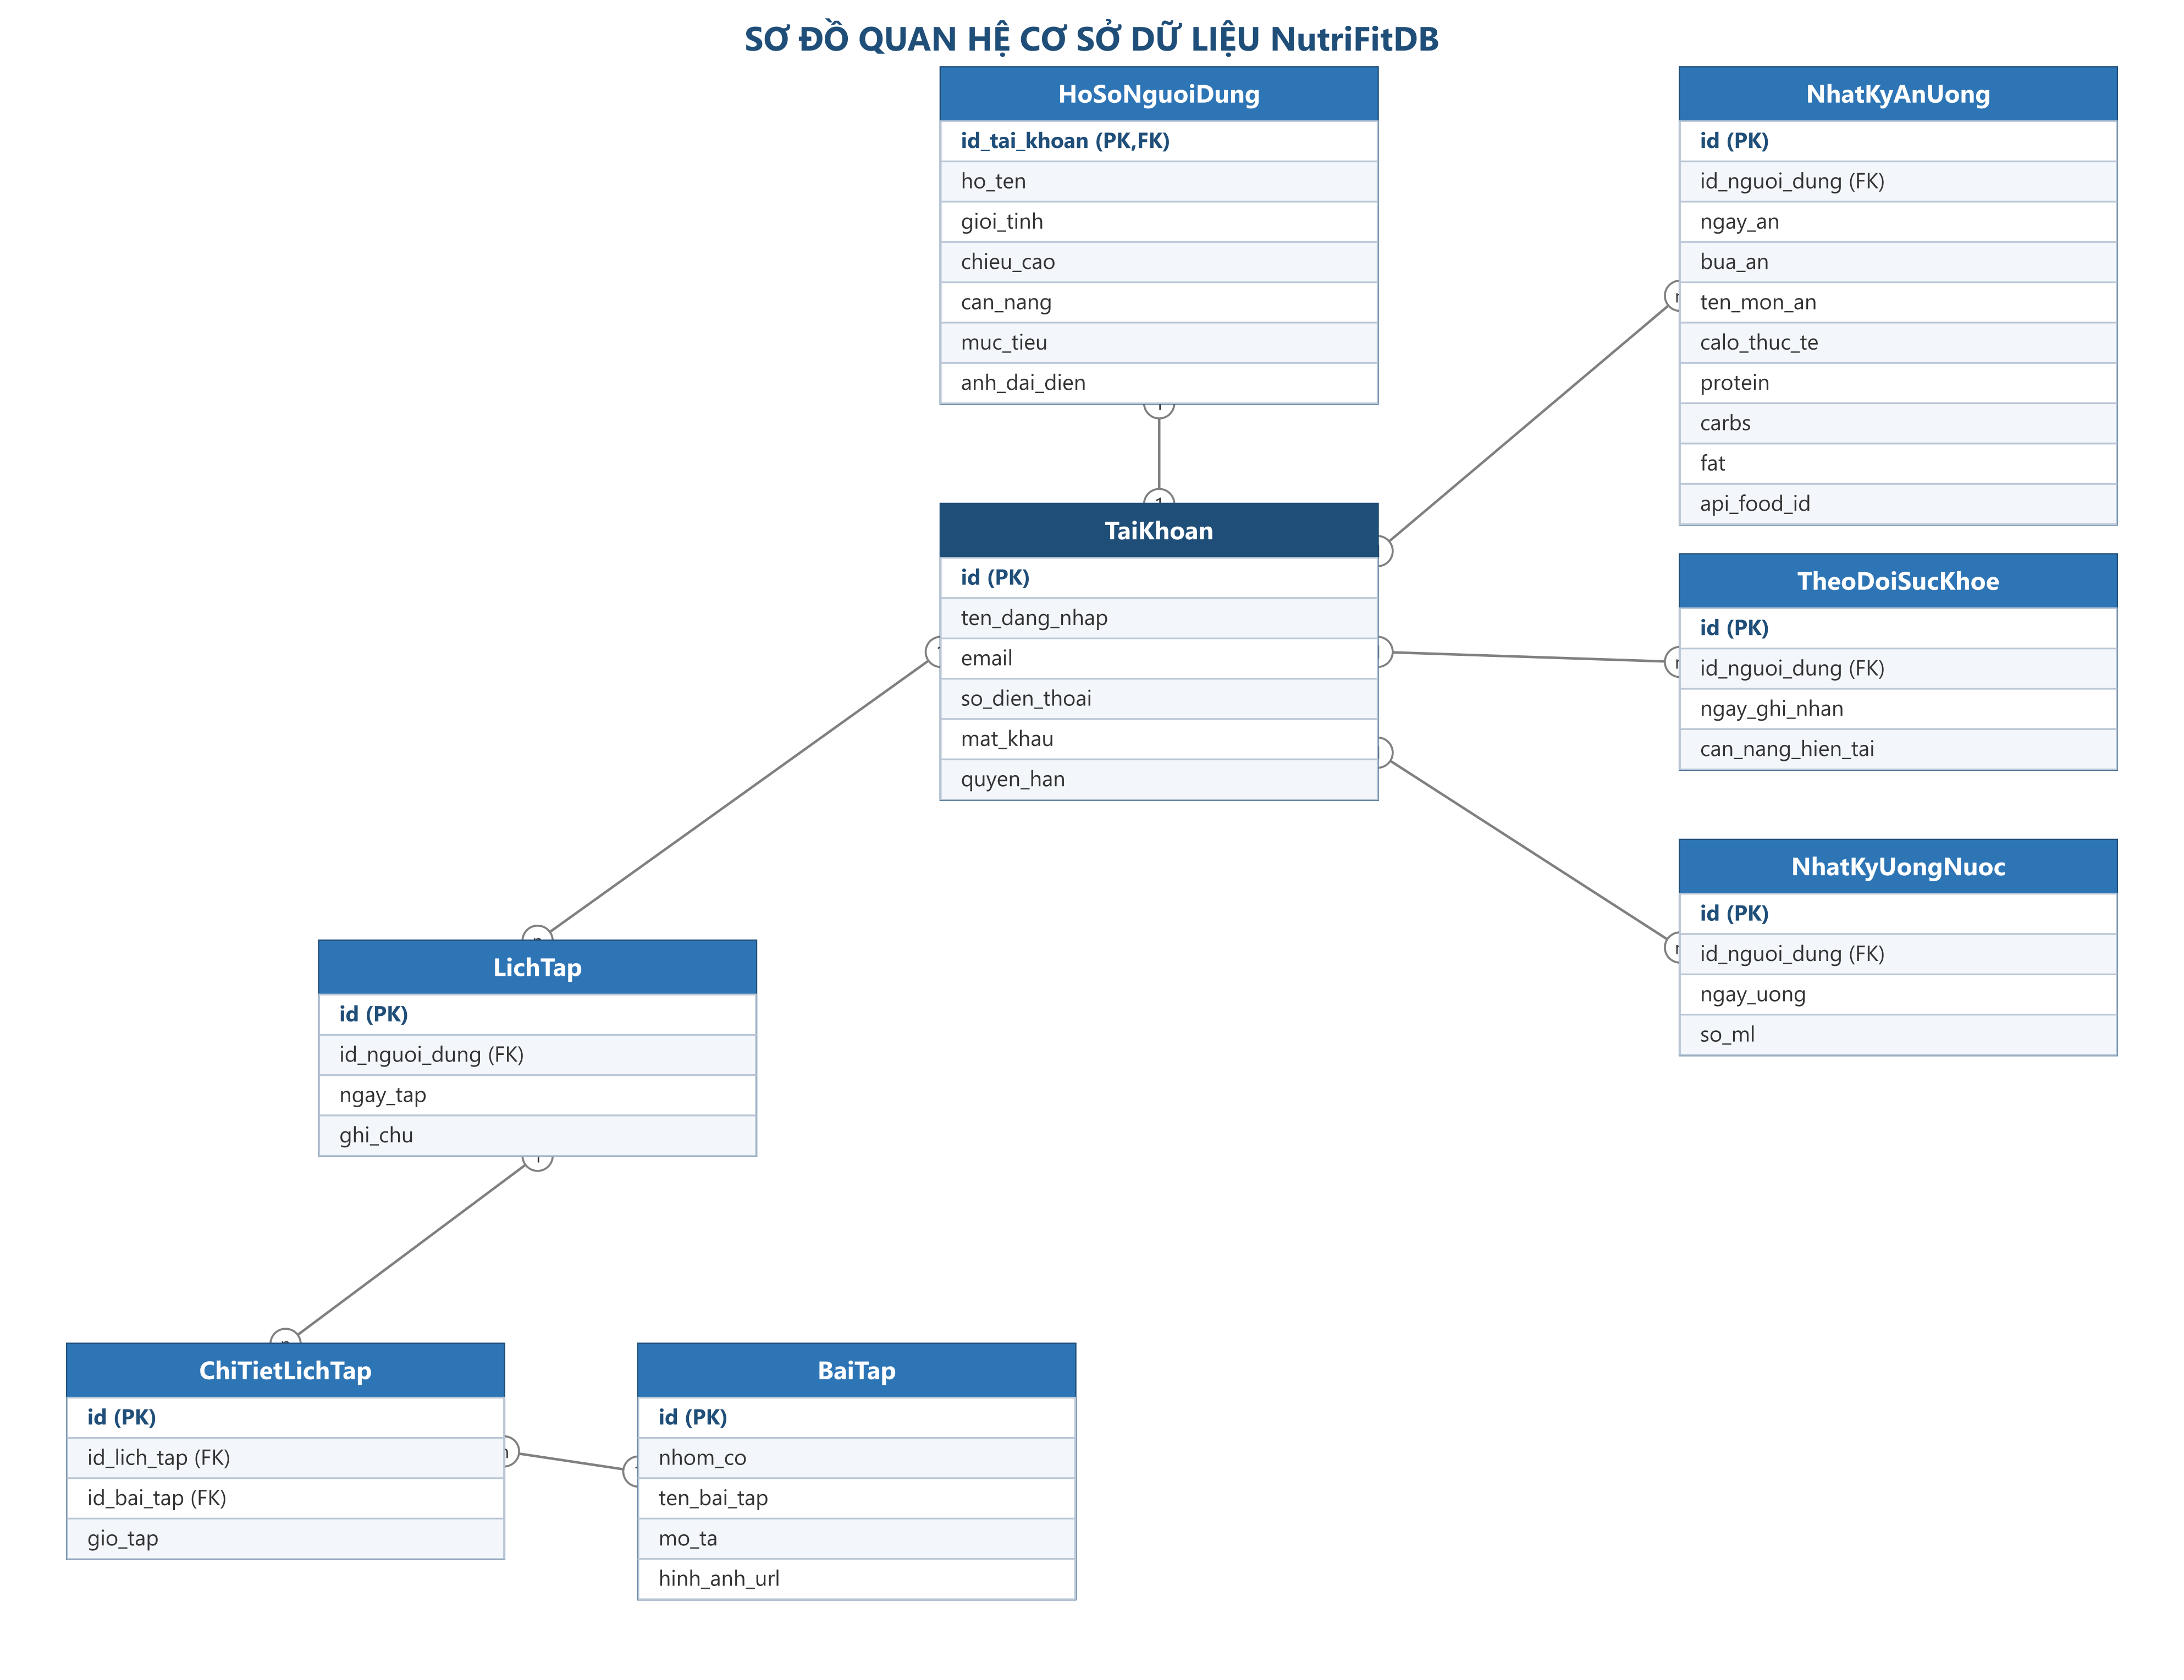 SƠ ĐỒ QUAN HỆ CƠ SỞ DỮ LIỆU NutriFitDB
HoSoNguoiDung
id_tai_khoan (PK,FK)
ho_ten
gioi_tinh
chieu_cao
can_nang
muc_tieu
anh_dai_dien
NhatKyAnUong
id (PK)
id_nguoi_dung (FK)
ngay_an
bua_an
ten_mon_an
calo_thuc_te
protein
carbs
fat
api_food_id
TaiKhoan
id (PK)
ten_dang_nhap
email
so_dien_thoai
mat_khau
quyen_han
TheoDoiSucKhoe
id (PK)
id_nguoi_dung (FK)
ngay_ghi_nhan
can_nang_hien_tai
NhatKyUongNuoc
id (PK)
id_nguoi_dung (FK)
ngay_uong
so_ml
LichTap
id (PK)
id_nguoi_dung (FK)
ngay_tap
ghi_chu
ChiTietLichTap
id (PK)
id_lich_tap (FK)
id_bai_tap (FK)
gio_tap
BaiTap
id (PK)
nhom_co
ten_bai_tap
mo_ta
hinh_anh_url